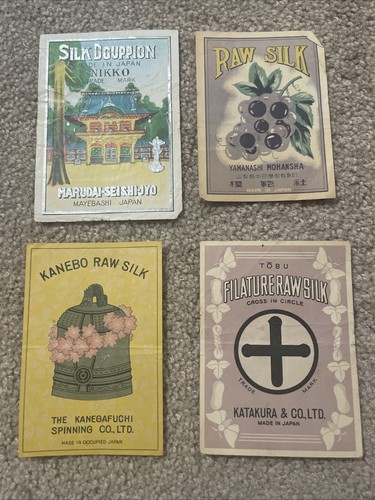 SILK DOUPPION
MADE IN JAPAN
NIKKO
TRADE MARK
MARUDAI-SEISHIJYO
MAYEBASHI JAPAN
RAW SILK
YAMANASHI MOHANSHA
KANEBO RAW SILK
THE KANEGAFUCHI
SPINNING CO., LTD.
MADE IN OCCUPIED JAPAN
TŌBU
FILATURE RAW SILK
CROSS IN CIRCLE
TRADE MARK
KATAKURA & CO., LTD.
MADE IN JAPAN